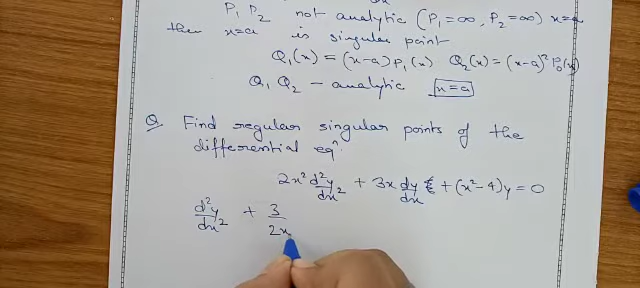 P₁ P₂ not analytic (P₁ = ∞, P₂ = ∞) x=a
then x=a is singular point
Q₁(x) = (x-a) P₁(x) Q₂(x) = (x-a)² P₂(x)
Q₁ Q₂ - analytic x=a
Q Find regular singular points of the
differential eqⁿ.
2x² d²y/dx² + 3x dy/dx + (x²-4)y = 0
d²y/dx² + 3/2x